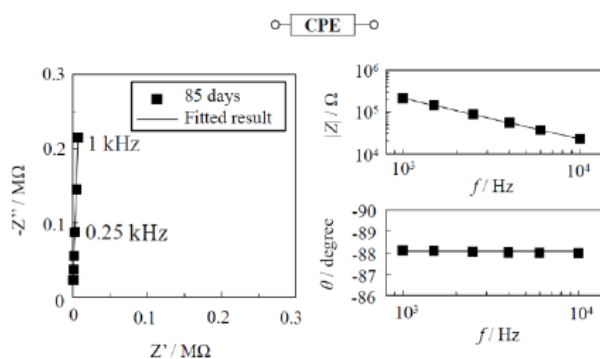 CPE
0.3
0.2
0.1
0
-Z'' / MΩ
85 days
Fitted result
1 kHz
0.25 kHz
0
0.1
0.2
0.3
Z' / MΩ
10⁶
10⁵
10⁴
|Z| / Ω
10³
10⁴
f / Hz
-90
-89
-88
-87
-86
θ / degree
10³
10⁴
f / Hz